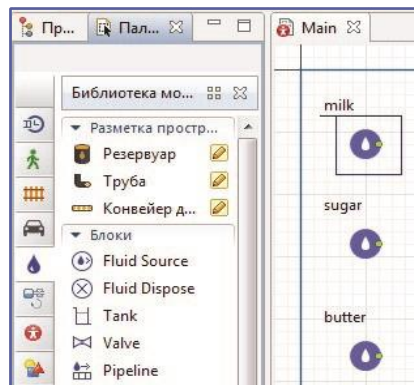 Пр...
Пал...
Main
Библиотека мо...
Разметка простр...
Резервуар
Труба
Конвейер д...
Блоки
Fluid Source
Fluid Dispose
Tank
Valve
Pipeline
milk
sugar
butter